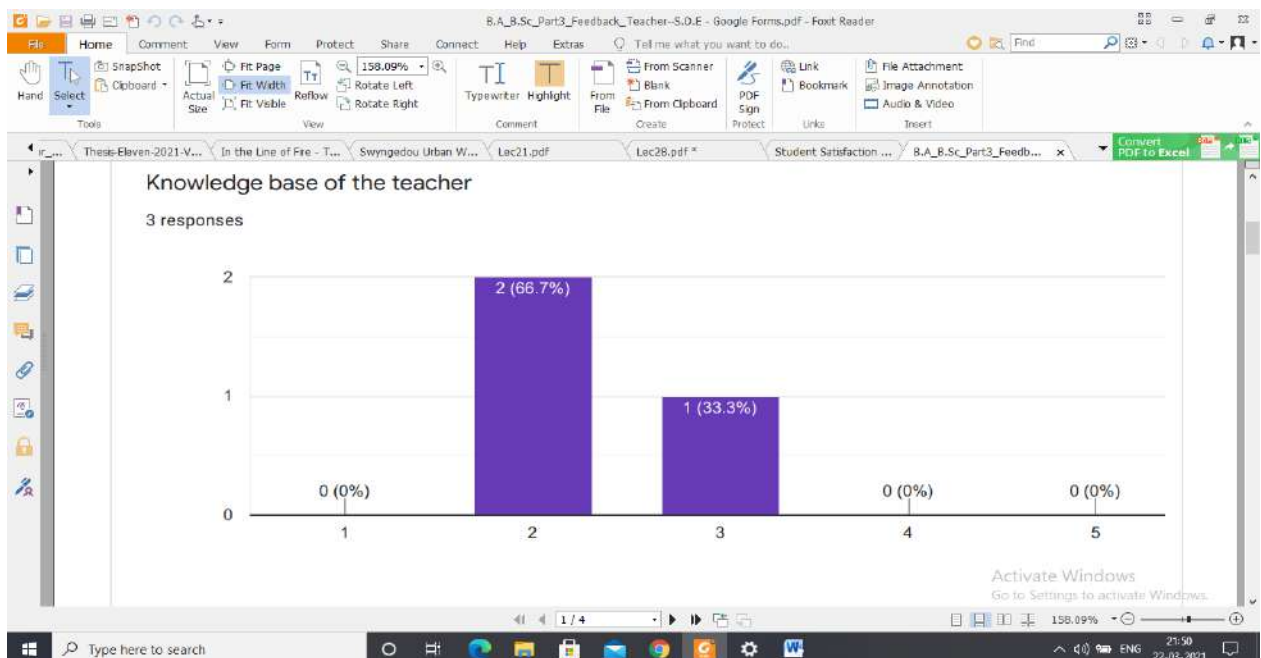 B.A_B.Sc_Part3_Feedback_Teacher--S.O.E - Google Forms.pdf - Foxit Reader
File Home Comment View Form Protect Share Connect Help Extras Tell me what you want to do.. Find
Hand
Select
SnapShot
Clipboard
Actual Size
Fit Page
Fit Width
Fit Visible
Reflow
158.09%
Rotate Left
Rotate Right
Typewriter
Highlight
From File
From Scanner
Blank
From Clipboard
PDF Sign
Link
Bookmark
File Attachment
Image Annotation
Audio & Video
Tools View Comment Create Protect Links Insert
ir_... Thesis-Eleven-2021-V... In the Line of Fire - T... Swyngedou Urban W... Lec21.pdf Lec28.pdf * Student Satisfaction ... B.A_B.Sc_Part3_Feedb... x
Convert
PDF to Excel
Knowledge base of the teacher
3 responses
2
2 (66.7%)
1
1 (33.3%)
0 (0%) 0 (0%) 0 (0%)
0
1 2 3 4 5
Activate Windows
Go to Settings to activate Windows.
1 / 4 158.09%
Type here to search
ENG
21:50
22-03-2021